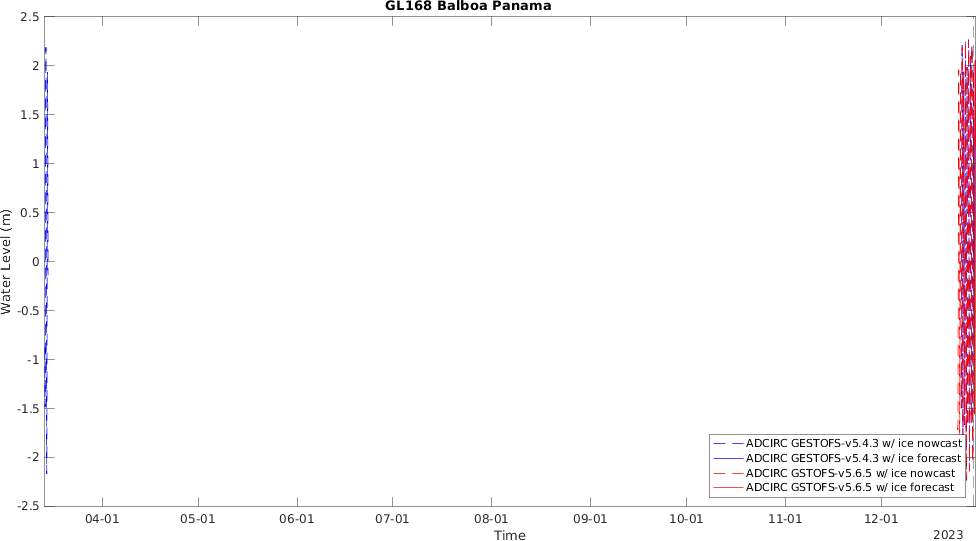 GL168 Balboa Panama
2.5
2
1.5
1
0.5
0
-0.5
-1
-1.5
-2
-2.5
Water Level (m)
ADCIRC GESTOFS-v5.4.3 w/ ice nowcast
ADCIRC GESTOFS-v5.4.3 w/ ice forecast
ADCIRC GSTOFS-v5.6.5 w/ ice nowcast
ADCIRC GSTOFS-v5.6.5 w/ ice forecast
04-01 05-01 06-01 07-01 08-01 09-01 10-01 11-01 12-01
Time
2023